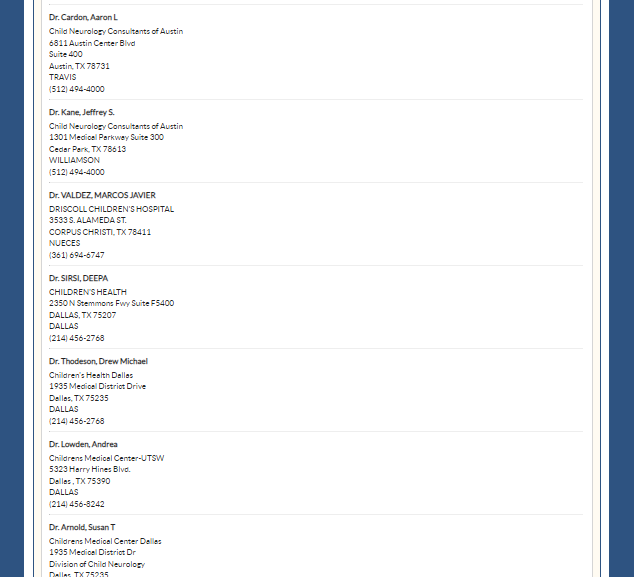 Dr. Cardon, Aaron L
Child Neurology Consultants of Austin
6811 Austin Center Blvd
Suite 400
Austin, TX 78731
TRAVIS
(512) 494-4000
Dr. Kane, Jeffrey S.
Child Neurology Consultants of Austin
1301 Medical Parkway Suite 300
Cedar Park, TX 78613
WILLIAMSON
(512) 494-4000
Dr. VALDEZ, MARCOS JAVIER
DRISCOLL CHILDREN'S HOSPITAL
3533 S. ALAMEDA ST.
CORPUS CHRISTI, TX 78411
NUECES
(361) 694-6747
Dr. SIRSI, DEEPA
CHILDREN'S HEALTH
2350 N Stemmons Fwy Suite F5400
DALLAS, TX 75207
DALLAS
(214) 456-2768
Dr. Thodeson, Drew Michael
Children's Health Dallas
1935 Medical District Drive
Dallas, TX 75235
DALLAS
(214) 456-2768
Dr. Lowden, Andrea
Childrens Medical Center-UTSW
5323 Harry Hines Blvd.
Dallas , TX 75390
DALLAS
(214) 456-8242
Dr. Arnold, Susan T
Childrens Medical Center Dallas
1935 Medical District Dr
Division of Child Neurology
Dallas, TX 75235